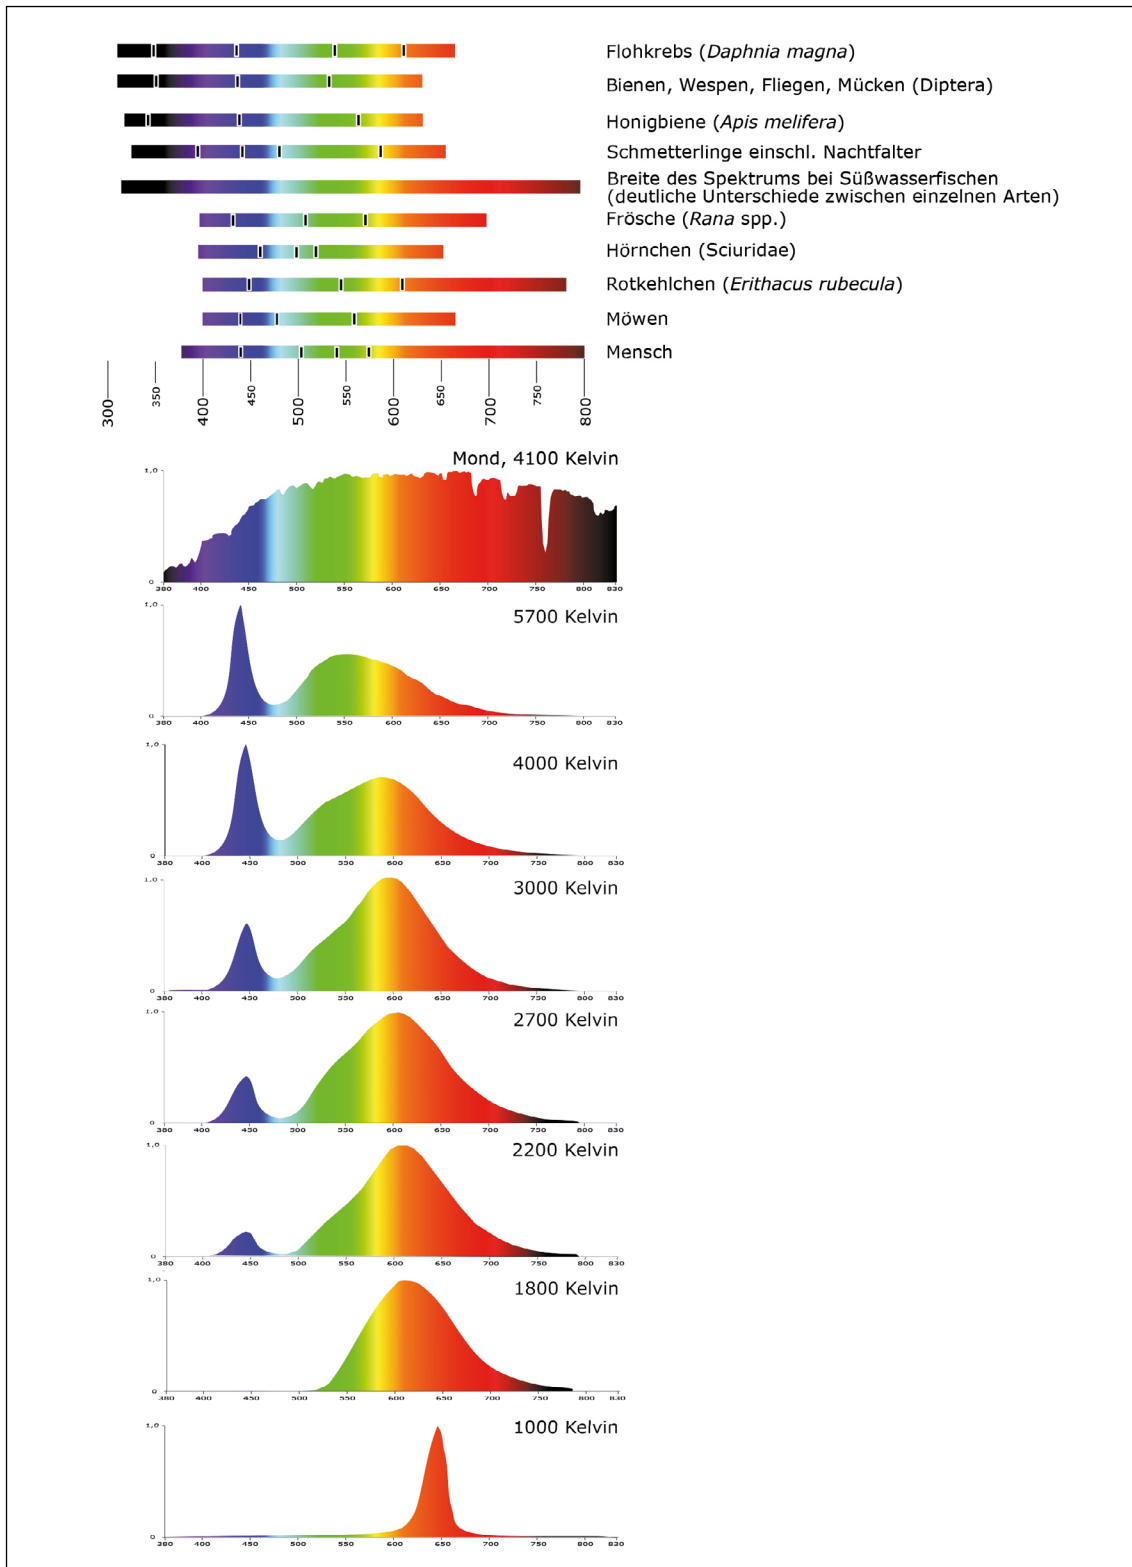 Flohkrebs (Daphnia magna)
Bienen, Wespen, Fliegen, Mücken (Diptera)
Honigbiene (Apis melifera)
Schmetterlinge einschl. Nachtfalter
Breite des Spektrums bei Süßwasserfischen
(deutliche Unterschiede zwischen einzelnen Arten)
Frösche (Rana spp.)
Hörnchen (Sciuridae)
Rotkehlchen (Erithacus rubecula)
Möwen
Mensch
300 350 400 450 500 550 600 650 700 750 800
Mond, 4100 Kelvin
1,0
0
380 400 450 500 550 600 650 700 750 800 830
5700 Kelvin
1,0
0
380 400 450 500 550 600 650 700 750 800 830
4000 Kelvin
1,0
0
380 400 450 500 550 600 650 700 750 800 830
3000 Kelvin
1,0
0
380 400 450 500 550 600 650 700 750 800 830
2700 Kelvin
1,0
0
380 400 450 500 550 600 650 700 750 800 830
2200 Kelvin
1,0
0
380 400 450 500 550 600 650 700 750 800 830
1800 Kelvin
1,0
0
380 400 450 500 550 600 650 700 750 800 830
1000 Kelvin
1,0
0
380 400 450 500 550 600 650 700 750 800 830